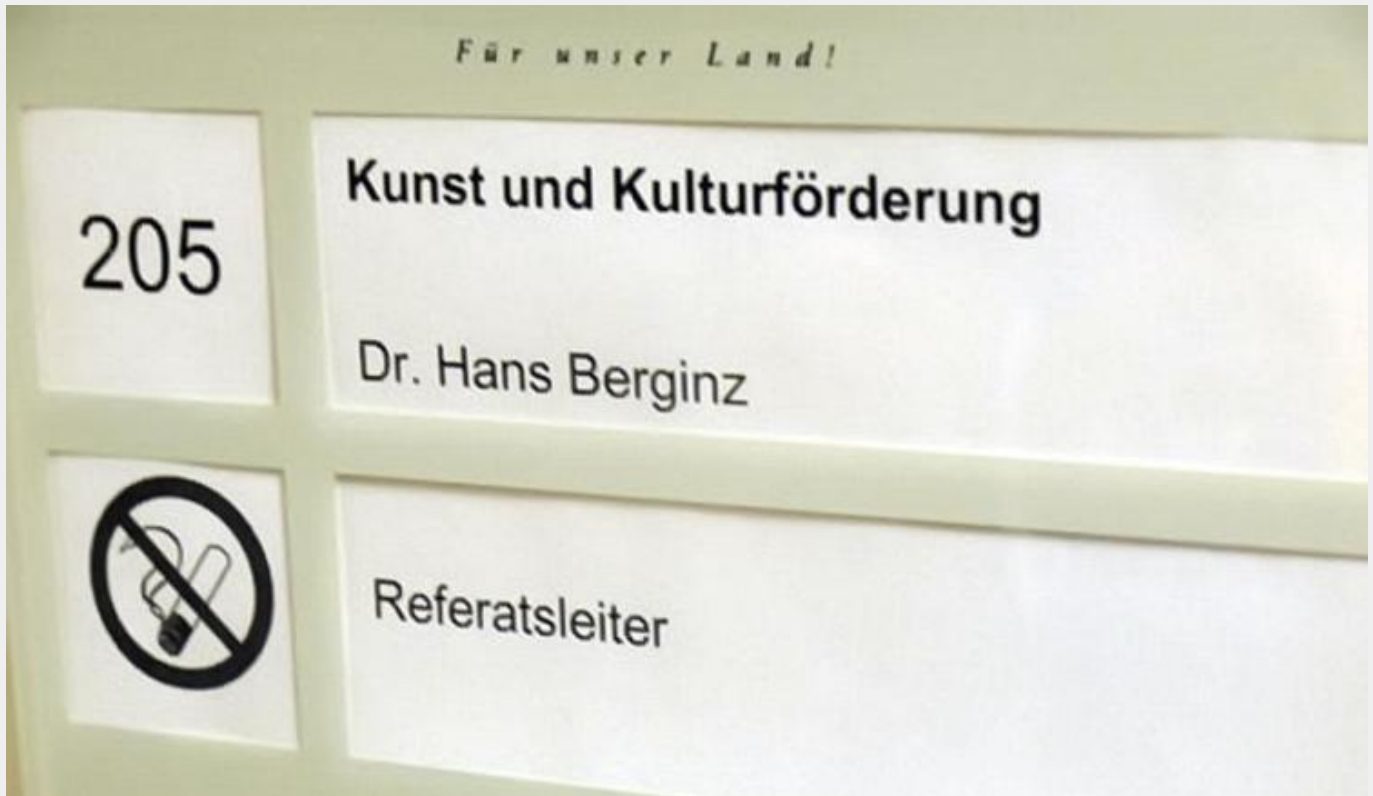 Für unser Land!
205
Kunst und Kulturförderung
Dr. Hans Berginz
Referatsleiter